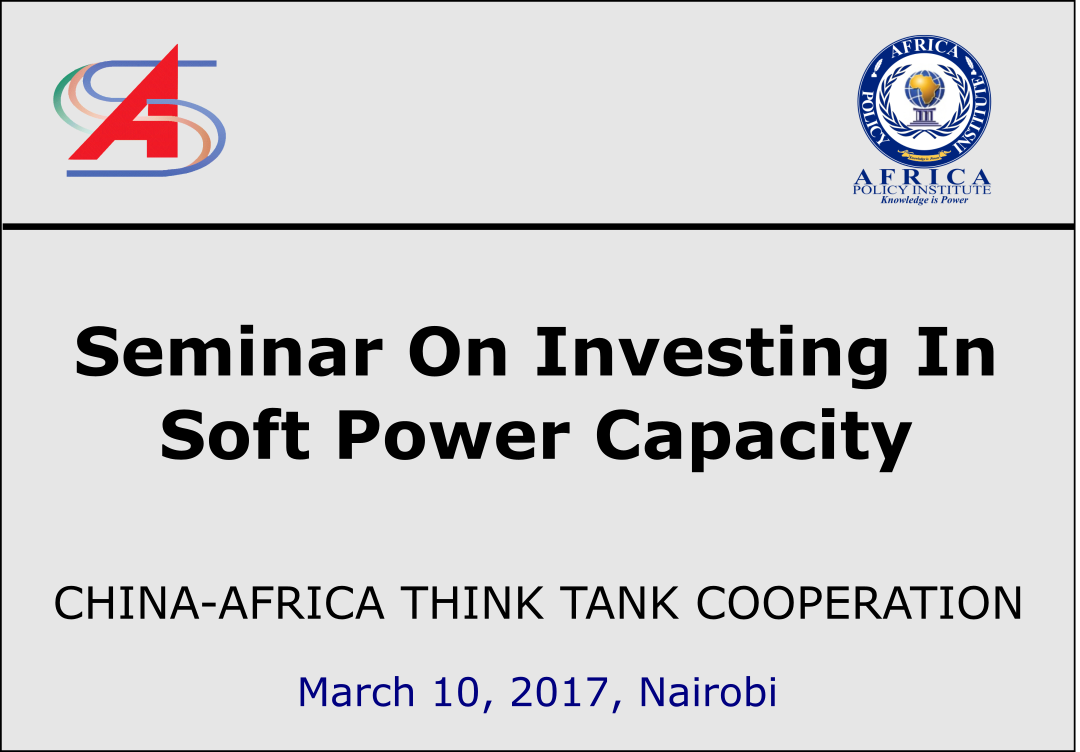 AFRICA
POLICY
INSTITUTE
AFRICA
POLICY INSTITUTE
Knowledge is Power
Seminar On Investing In
Soft Power Capacity
CHINA-AFRICA THINK TANK COOPERATION
March 10, 2017, Nairobi